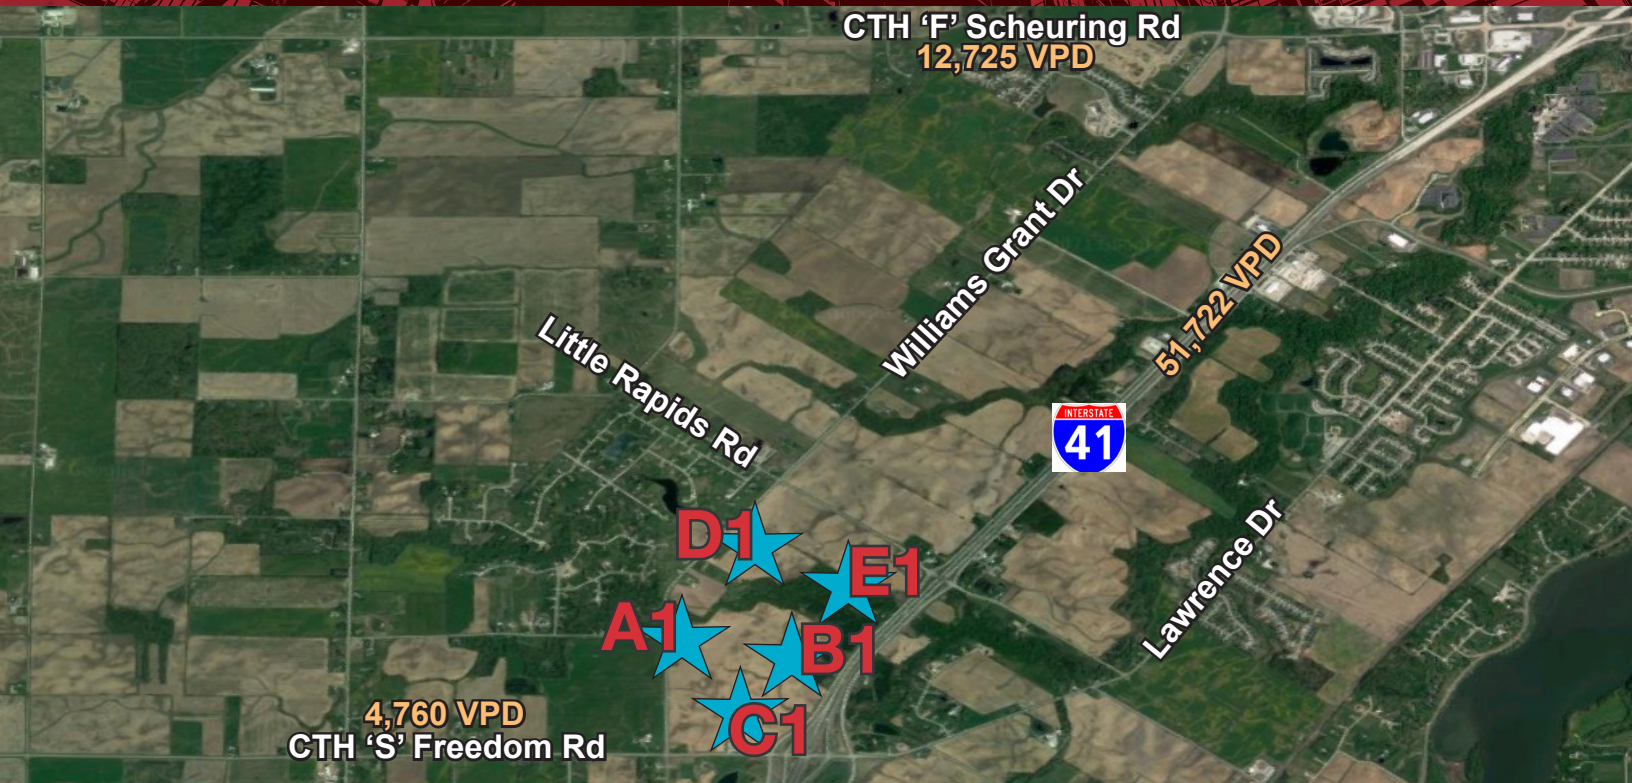 CTH ‘F’ Scheuring Rd
12,725 VPD
Williams Grant Dr
51,722 VPD
Little Rapids Rd
INTERSTATE
41
Lawrence Dr
D1
E1
A1
B1
C1
4,760 VPD
CTH ‘S’ Freedom Rd